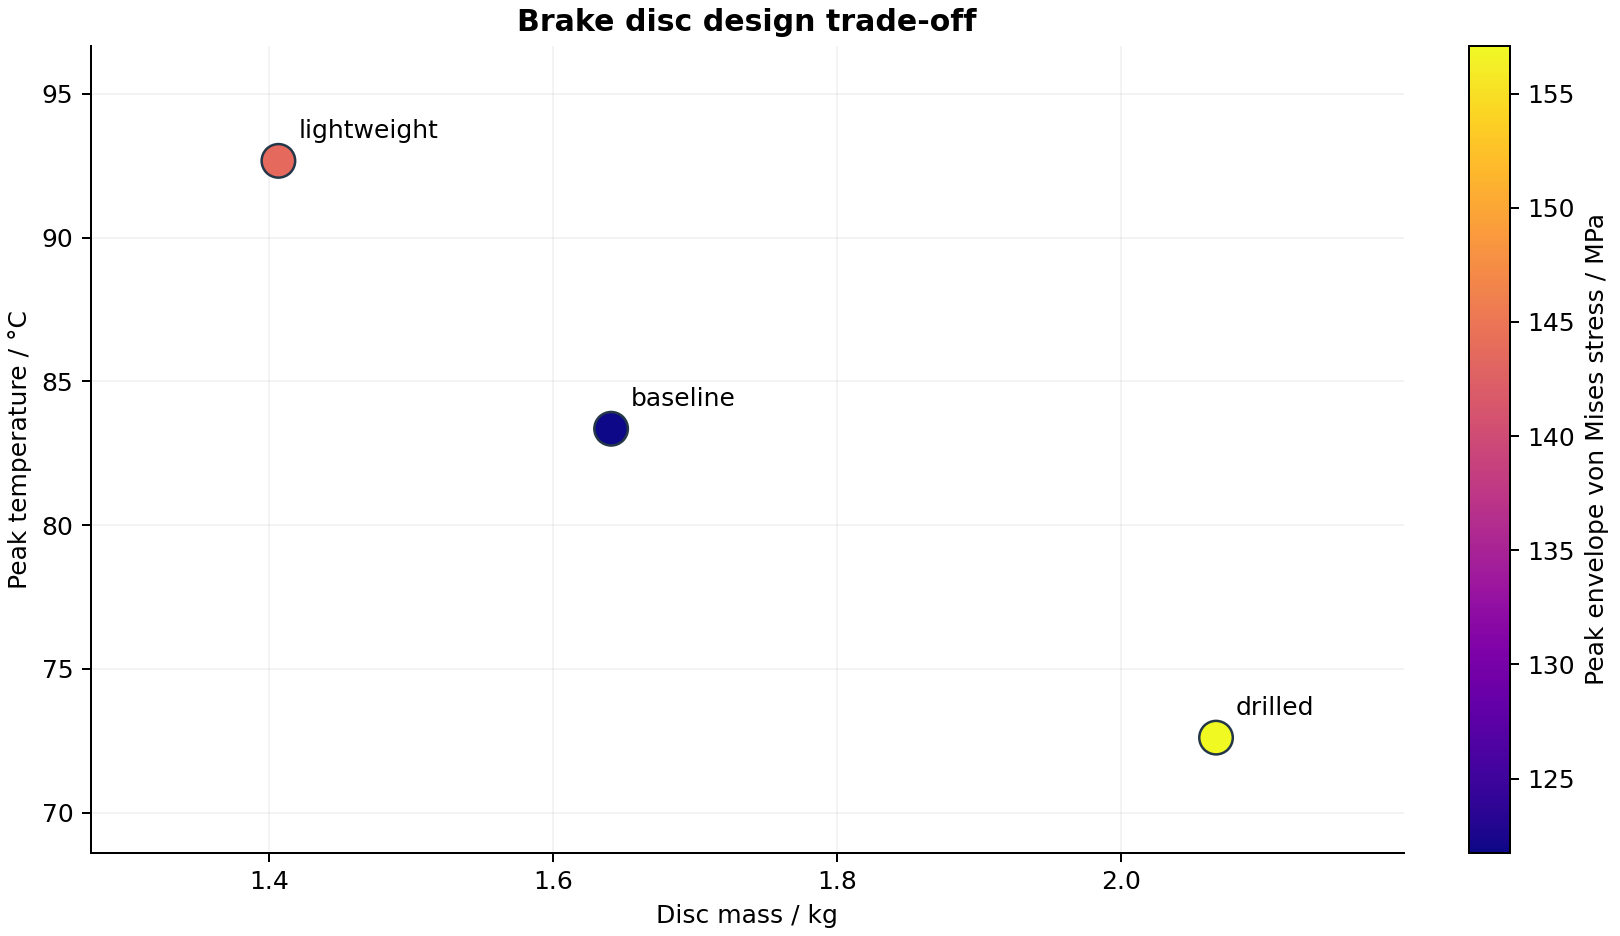 Brake disc design trade-off
95
90
85
80
75
70
Peak temperature / °C
lightweight
baseline
drilled
1.4
1.6
1.8
2.0
Disc mass / kg
155
150
145
140
135
130
125
Peak envelope von Mises stress / MPa